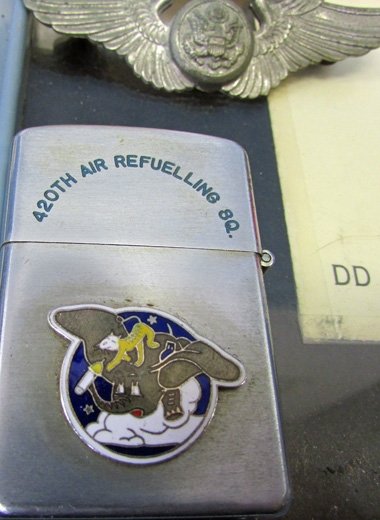 420TH AIR REFUELLING SQ.
DD